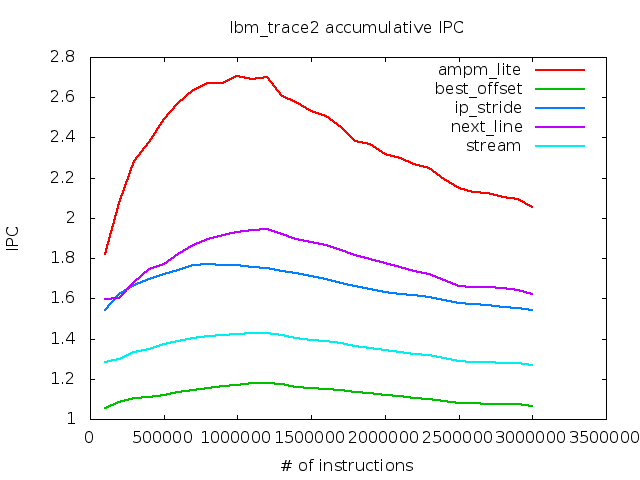 lbm_trace2 accumulative IPC
2.8
2.6
2.4
2.2
2
1.8
1.6
1.4
1.2
1
IPC
ampm_lite
best_offset
ip_stride
next_line
stream
0 500000 1000000 1500000 2000000 2500000 3000000 3500000
# of instructions